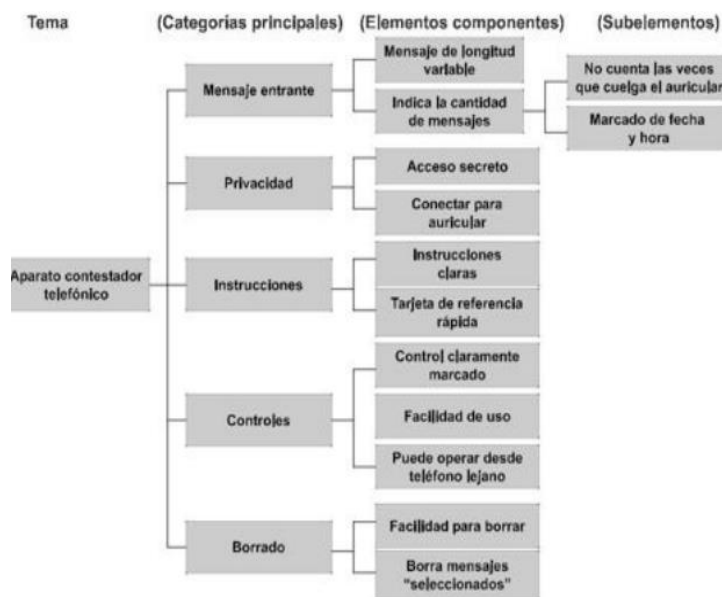 Tema
(Categorias principales)
(Elementos componentes)
(Subelementos)
Aparato contestador
telefónico
Mensaje entrante
Mensaje de longitud
variable
Indica la cantidad
de mensajes
No cuenta las veces
que cuelga el auricular
Marcado de fecha
y hora
Privacidad
Acceso secreto
Conectar para
auricular
Instrucciones
Instrucciones
claras
Tarjeta de referencia
rápida
Controles
Control claramente
marcado
Facilidad de uso
Puede operar desde
teléfono lejano
Borrado
Facilidad para borrar
Borra mensajes
"seleccionados"